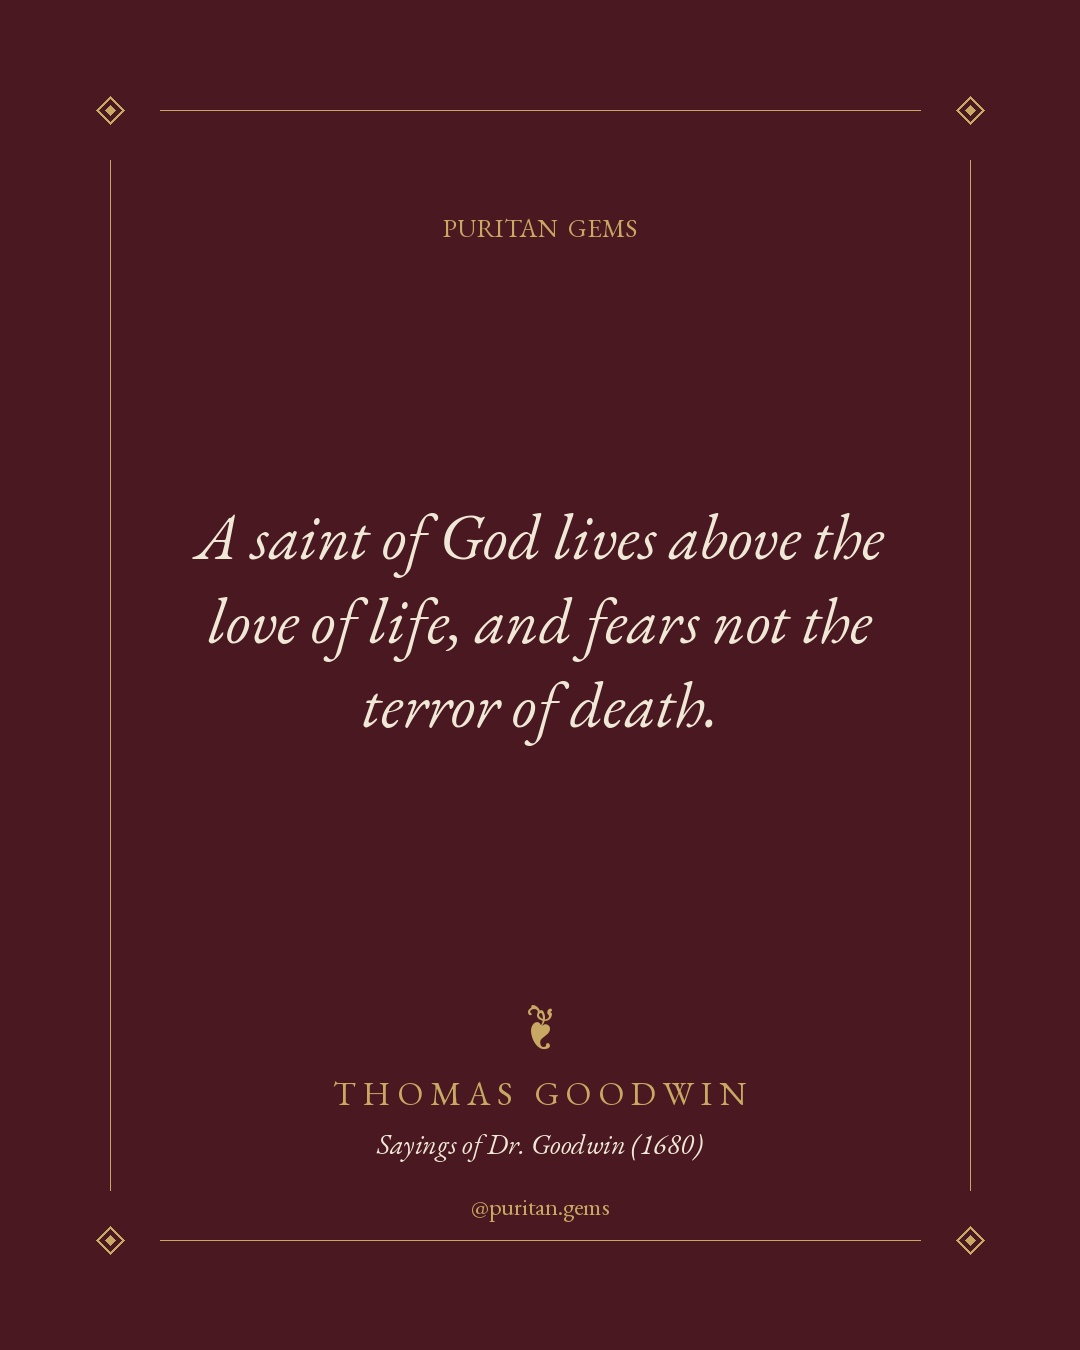 PURITAN GEMS
A saint of God lives above the
love of life, and fears not the
terror of death.
THOMAS GOODWIN
Sayings of Dr. Goodwin (1680)
@puritan.gems